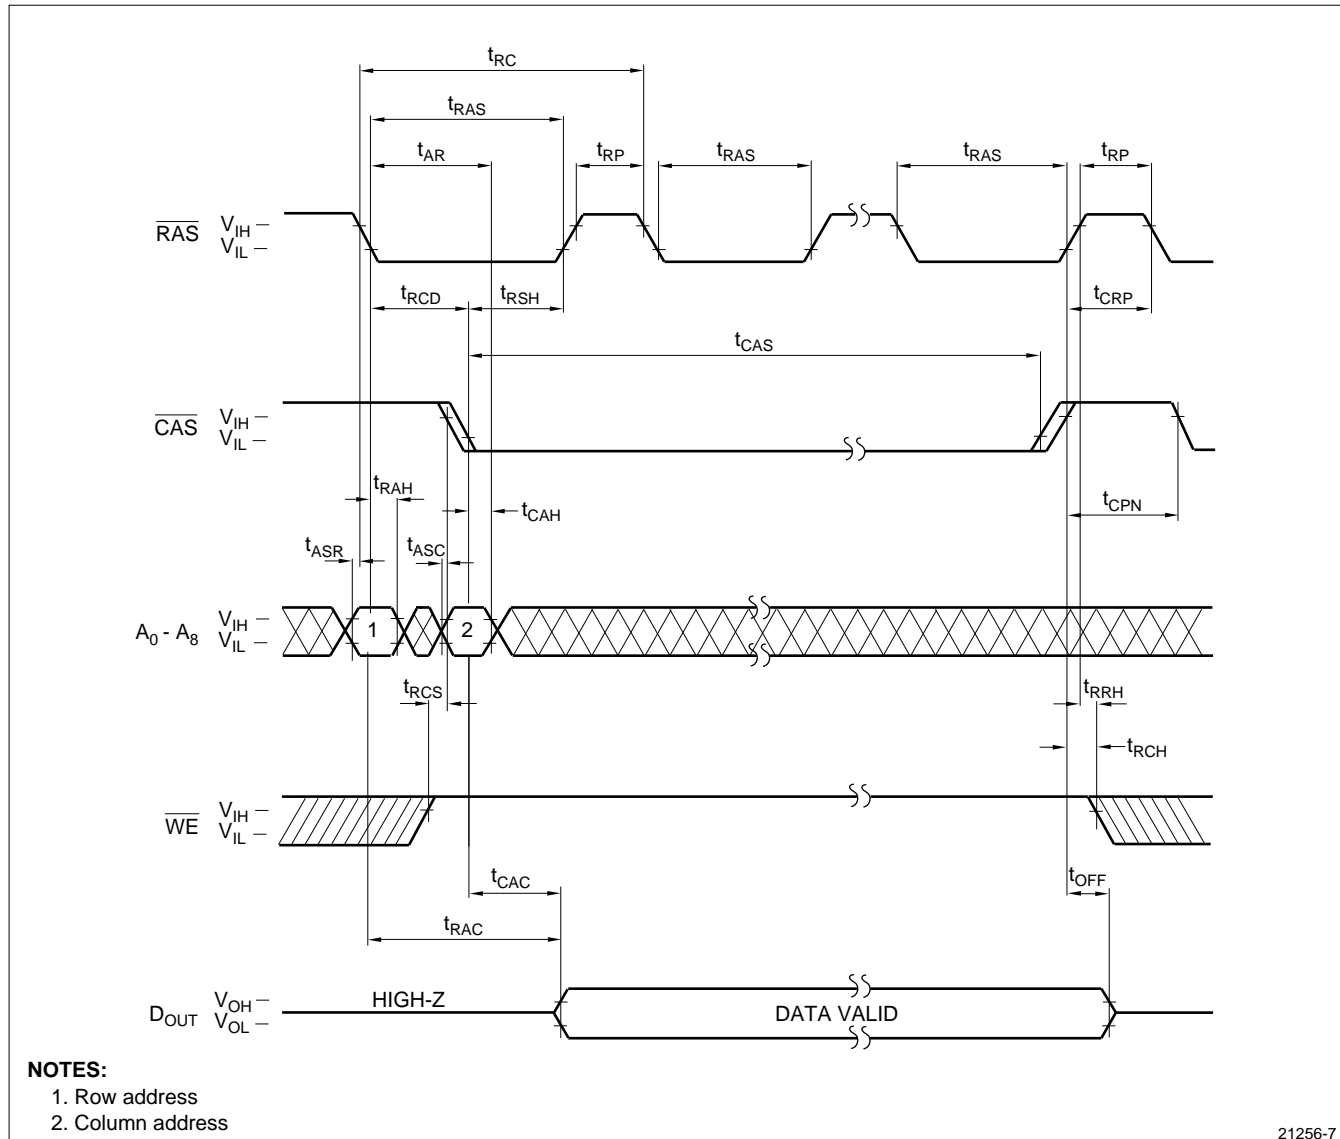 tRC
tRAS
tAR tRP tRAS tRAS tRP
RAS VIH
VIL
tRCD tRSH tCRP
tCAS
CAS VIH
VIL
tRAH
tCAH tCPN
tASR tASC
A0 - A8 VIH
VIL
1 2
tRCS tRRH
tRCH
WE VIH
VIL
tCAC tOFF
tRAC
DOUT VOH
VOL
HIGH-Z DATA VALID
NOTES:
1. Row address
2. Column address
21256-7